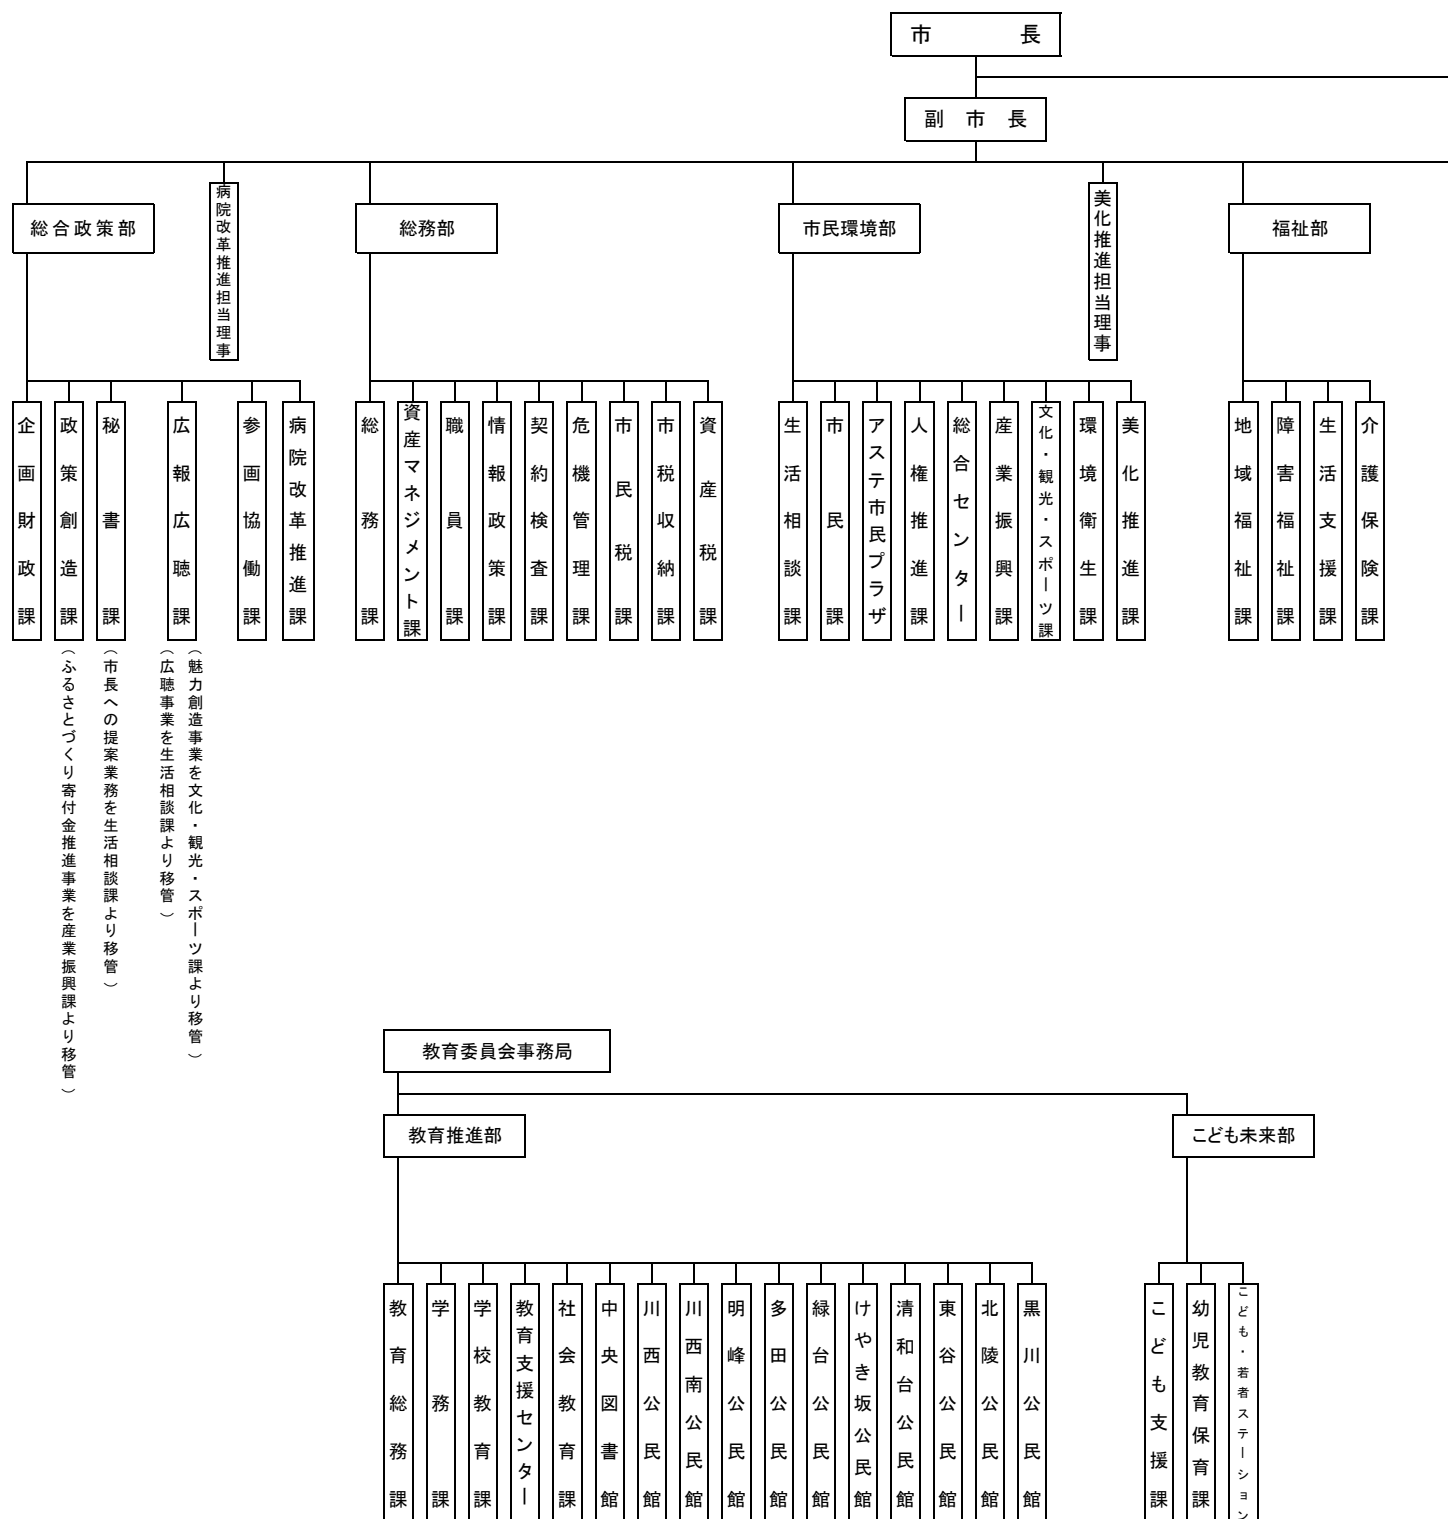 市長
副市長
総合政策部
病院改革推進担当理事
総務部
市民環境部
美化推進担当理事
福祉部
企画財政課
政策創造課
秘書課
広報広聴課
参画協働課
病院改革推進課
総務課
資産マネジメント課
職員課
情報政策課
契約検査課
危機管理課
市民税課
市税収納課
資産税課
生活相談課
市民課
アステ市民プラザ
人権推進課
総合センター
産業振興課
文化・観光・スポーツ課
環境衛生課
美化推進課
地域福祉課
障害福祉課
生活支援課
介護保険課
（ふるさとづくり寄付金推進事業を産業振興課より移管）
（市長への提案業務を生活相談課より移管）
（広聴事業を生活相談課より移管）
（魅力創造事業を文化・観光・スポーツ課より移管）
教育委員会事務局
教育推進部
こども未来部
教育総務課
学務課
学校教育課
教育支援センター
社会教育課
中央図書館
川西公民館
川西南公民館
明峰公民館
多田公民館
緑台公民館
けやき坂公民館
清和台公民館
東谷公民館
北陵公民館
黒川公民館
こども支援課
幼児教育保育課
こども・若者ステーション